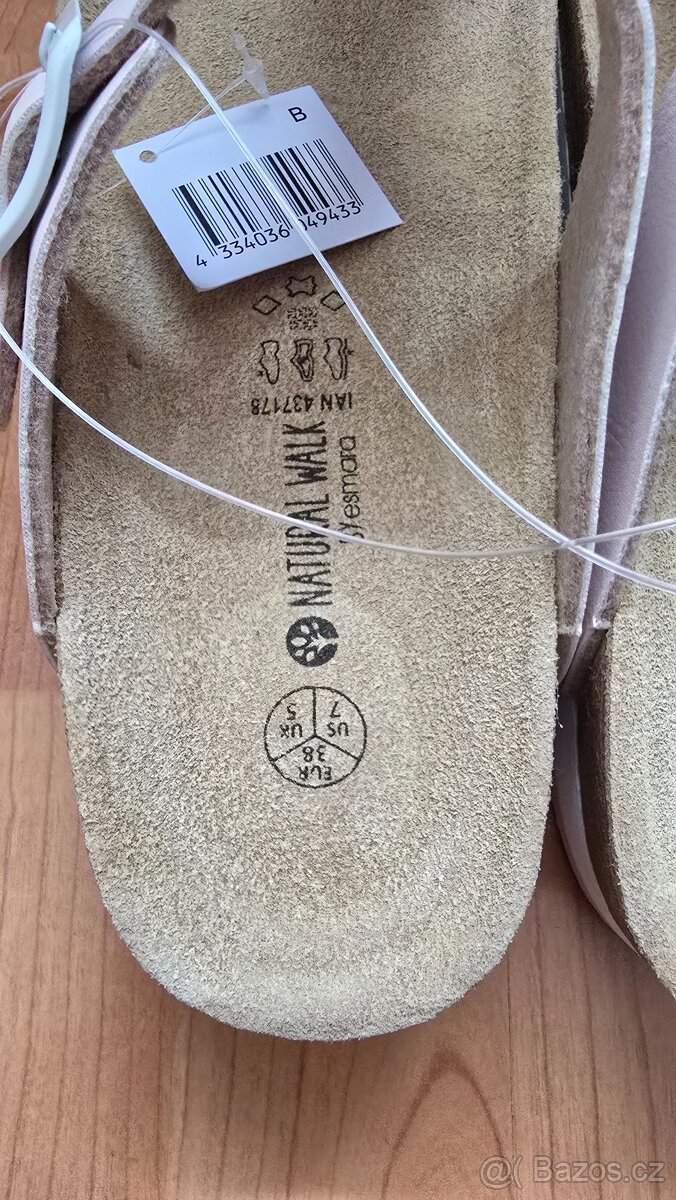 B
4 334036 049433
IAN 437178
NATURAL WALK
by esmara
UK 5
US 7
EUR 38
@( Bazos.cz